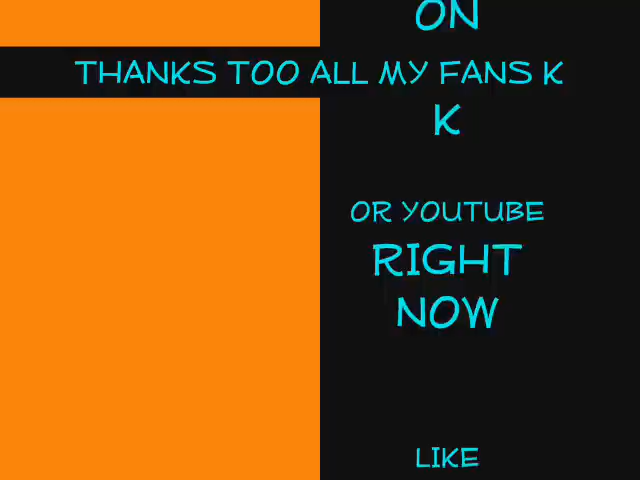 ON
THANKS TOO ALL MY FANS K
K
OR YOUTUBE
RIGHT
NOW
LIKE